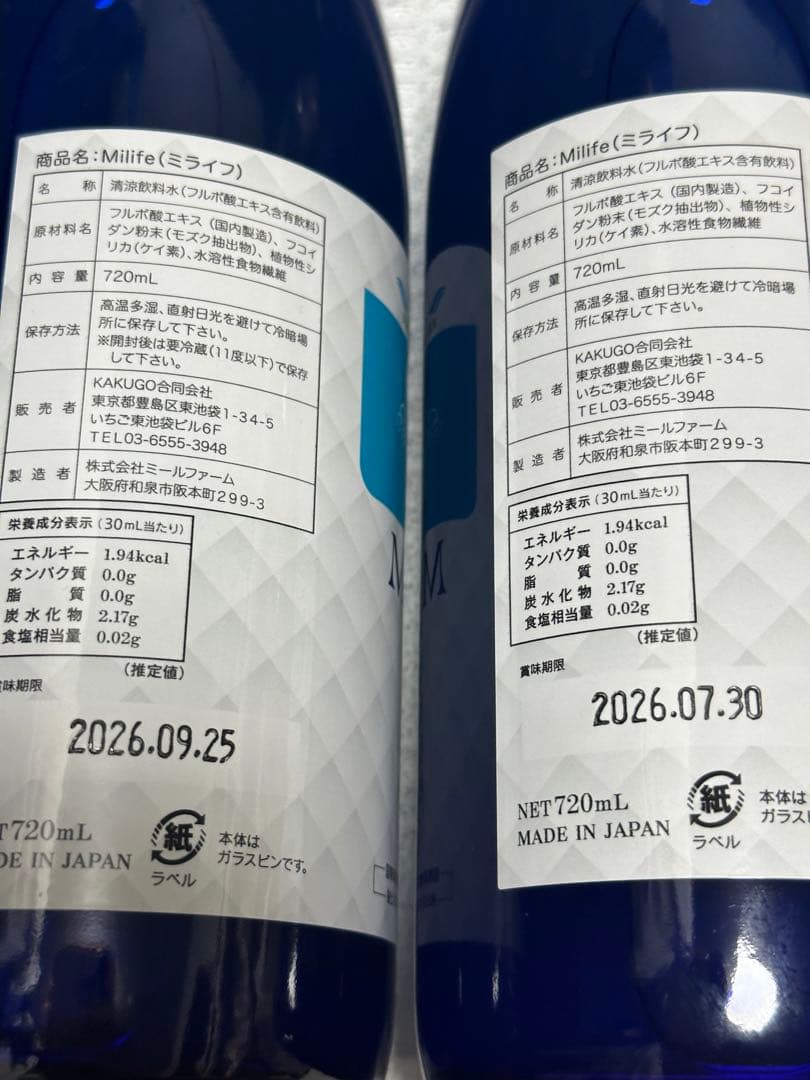 商品名：Milife（ミライフ）
名称 清涼飲料水（フルボ酸エキス含有飲料）
原材料名 フルボ酸エキス（国内製造）、フコイ
ダン粉末（モズク抽出物）、植物性シ
リカ（ケイ素）、水溶性食物繊維
内容量 720mL
保存方法 高温多湿、直射日光を避けて冷暗場
所に保存して下さい。
※開封後は要冷蔵（11度以下）で保存
して下さい。
販売者 KAKUGO合同会社
東京都豊島区東池袋1-34-5
いちご東池袋ビル6F
TEL03-6555-3948
製造者 株式会社ミールファーム
大阪府和泉市阪本町299-3
栄養成分表示（30mL当たり）
エネルギー 1.94kcal
タンパク質 0.0g
脂質 0.0g
炭水化物 2.17g
食塩相当量 0.02g
（推定値）
賞味期限
2026.09.25
T720mL
DE IN JAPAN
紙
ラベル
本体は
ガラスビンです。
M
商品名：Milife（ミライフ）
名称 清涼飲料水（フルボ酸エキス含有飲料）
原材料名 フルボ酸エキス（国内製造）、フコイ
ダン粉末（モズク抽出物）、植物性シ
リカ（ケイ素）、水溶性食物繊維
内容量 720mL
保存方法 高温多湿、直射日光を避けて冷暗場
所に保存して下さい。
販売者 KAKUGO合同会社
東京都豊島区東池袋1-34-5
いちご東池袋ビル6F
TEL03-6555-3948
製造者 株式会社ミールファーム
大阪府和泉市阪本町299-3
栄養成分表示（30mL当たり）
エネルギー 1.94kcal
タンパク質 0.0g
脂質 0.0g
炭水化物 2.17g
食塩相当量 0.02g
（推定値）
賞味期限
2026.07.30
NET720mL
MADE IN JAPAN
紙
ラベル
本体は
ガラスビ